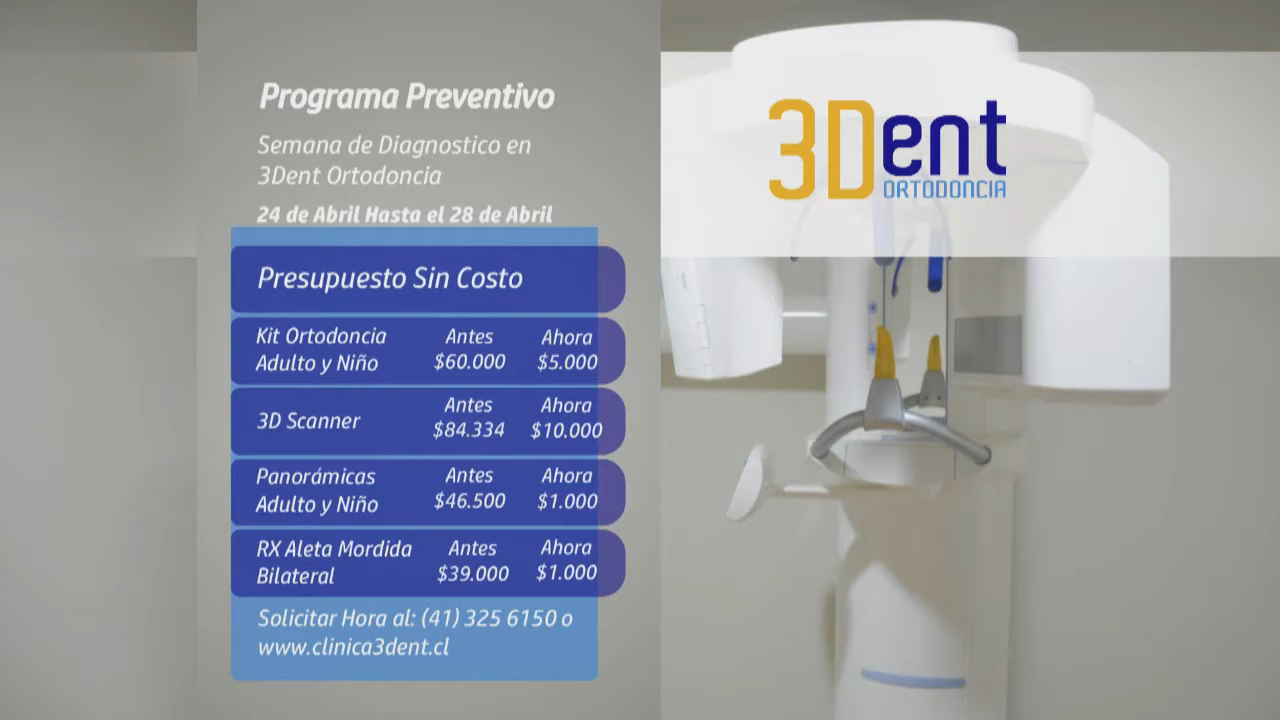 Programa Preventivo
Semana de Diagnostico en
3Dent Ortodoncia
24 de Abril Hasta el 28 de Abril
Presupuesto Sin Costo
Kit Ortodoncia
Adulto y Niño
Antes
$60.000
Ahora
$5.000
3D Scanner
Antes
$84.334
Ahora
$10.000
Panorámicas
Adulto y Niño
Antes
$46.500
Ahora
$1.000
RX Aleta Mordida
Bilateral
Antes
$39.000
Ahora
$1.000
Solicitar Hora al: (41) 325 6150 o
www.clinica3dent.cl
3Dent
ORTODONCIA